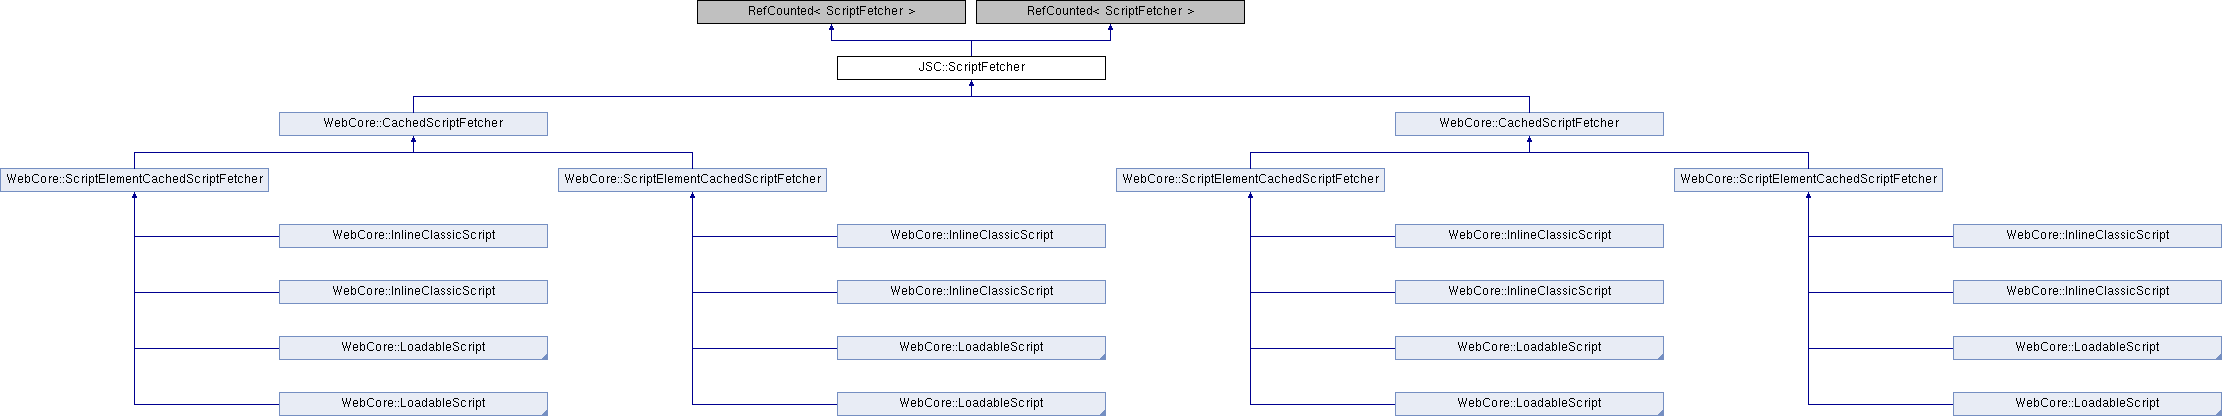 RefCounted< ScriptFetcher >
RefCounted< ScriptFetcher >
JSC::ScriptFetcher
WebCore::CachedScriptFetcher
WebCore::CachedScriptFetcher
WebCore::ScriptElementCachedScriptFetcher
WebCore::ScriptElementCachedScriptFetcher
WebCore::ScriptElementCachedScriptFetcher
WebCore::ScriptElementCachedScriptFetcher
WebCore::InlineClassicScript
WebCore::InlineClassicScript
WebCore::InlineClassicScript
WebCore::InlineClassicScript
WebCore::InlineClassicScript
WebCore::InlineClassicScript
WebCore::InlineClassicScript
WebCore::InlineClassicScript
WebCore::LoadableScript
WebCore::LoadableScript
WebCore::LoadableScript
WebCore::LoadableScript
WebCore::LoadableScript
WebCore::LoadableScript
WebCore::LoadableScript
WebCore::LoadableScript